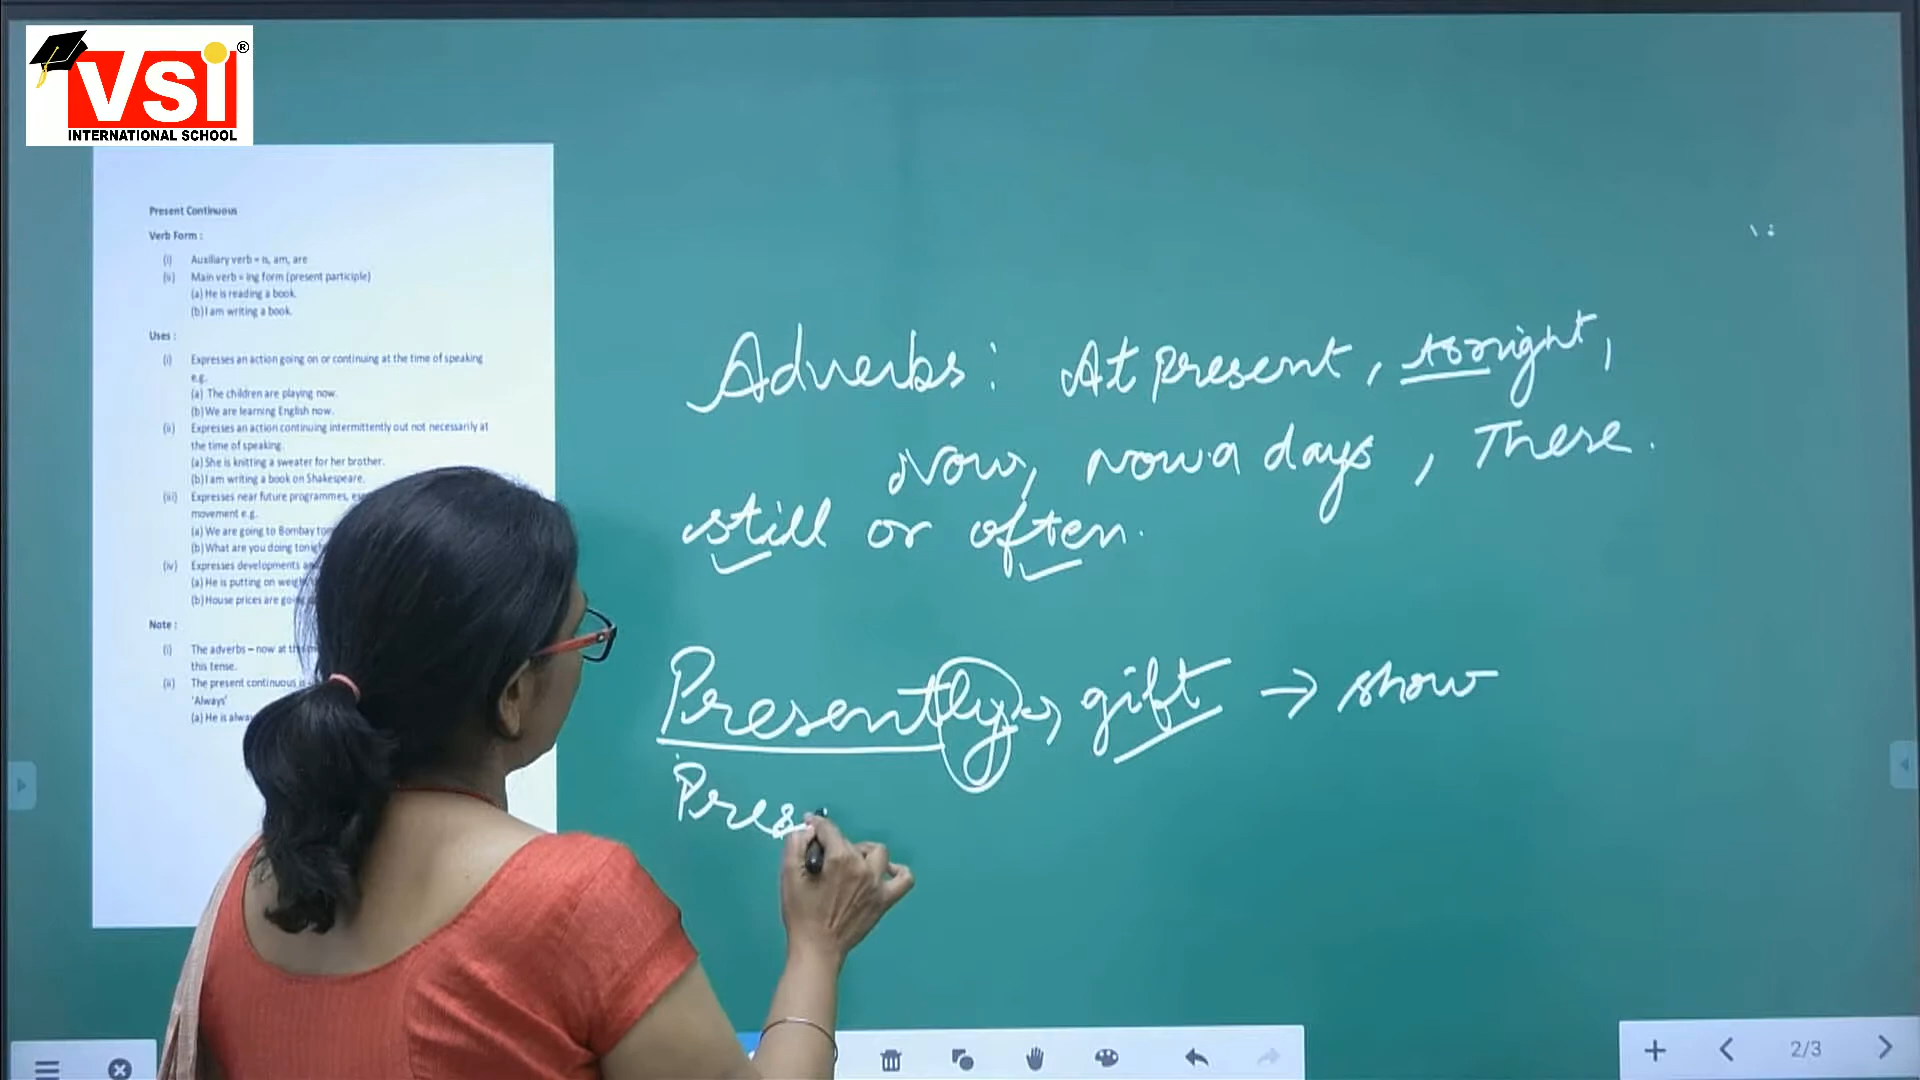 VSI ®
INTERNATIONAL SCHOOL
Present Continuous
Verb Form :
(i) Auxiliary verb = is, am, are
(ii) Main verb = ing form (present participle)
(a) He is reading a book.
(b) I am writing a book.
Uses :
(i) Expresses an action going on or continuing at the time of speaking
e.g.
(a) The children are playing now.
(b) We are learning English now.
(ii) Expresses an action continuing intermittently out not necessarily at
the time of speaking.
(a) She is knitting a sweater for her brother.
(b) I am writing a book on Shakespeare.
(iii) Expresses near future programmes,
movement e.g.
(a) We are going to Bombay
(b) What are you doing
(iv) Expresses developments
(a) He is putting on
(b) House prices are
Note :
(i) The adverbs – now at
this tense.
(ii) The present continuous is
'Always'
(a) He is
Adverbs : At present, tonight,
Now, Nowa days, These.
still or often.
Presently → gift → show
Pres
2/3